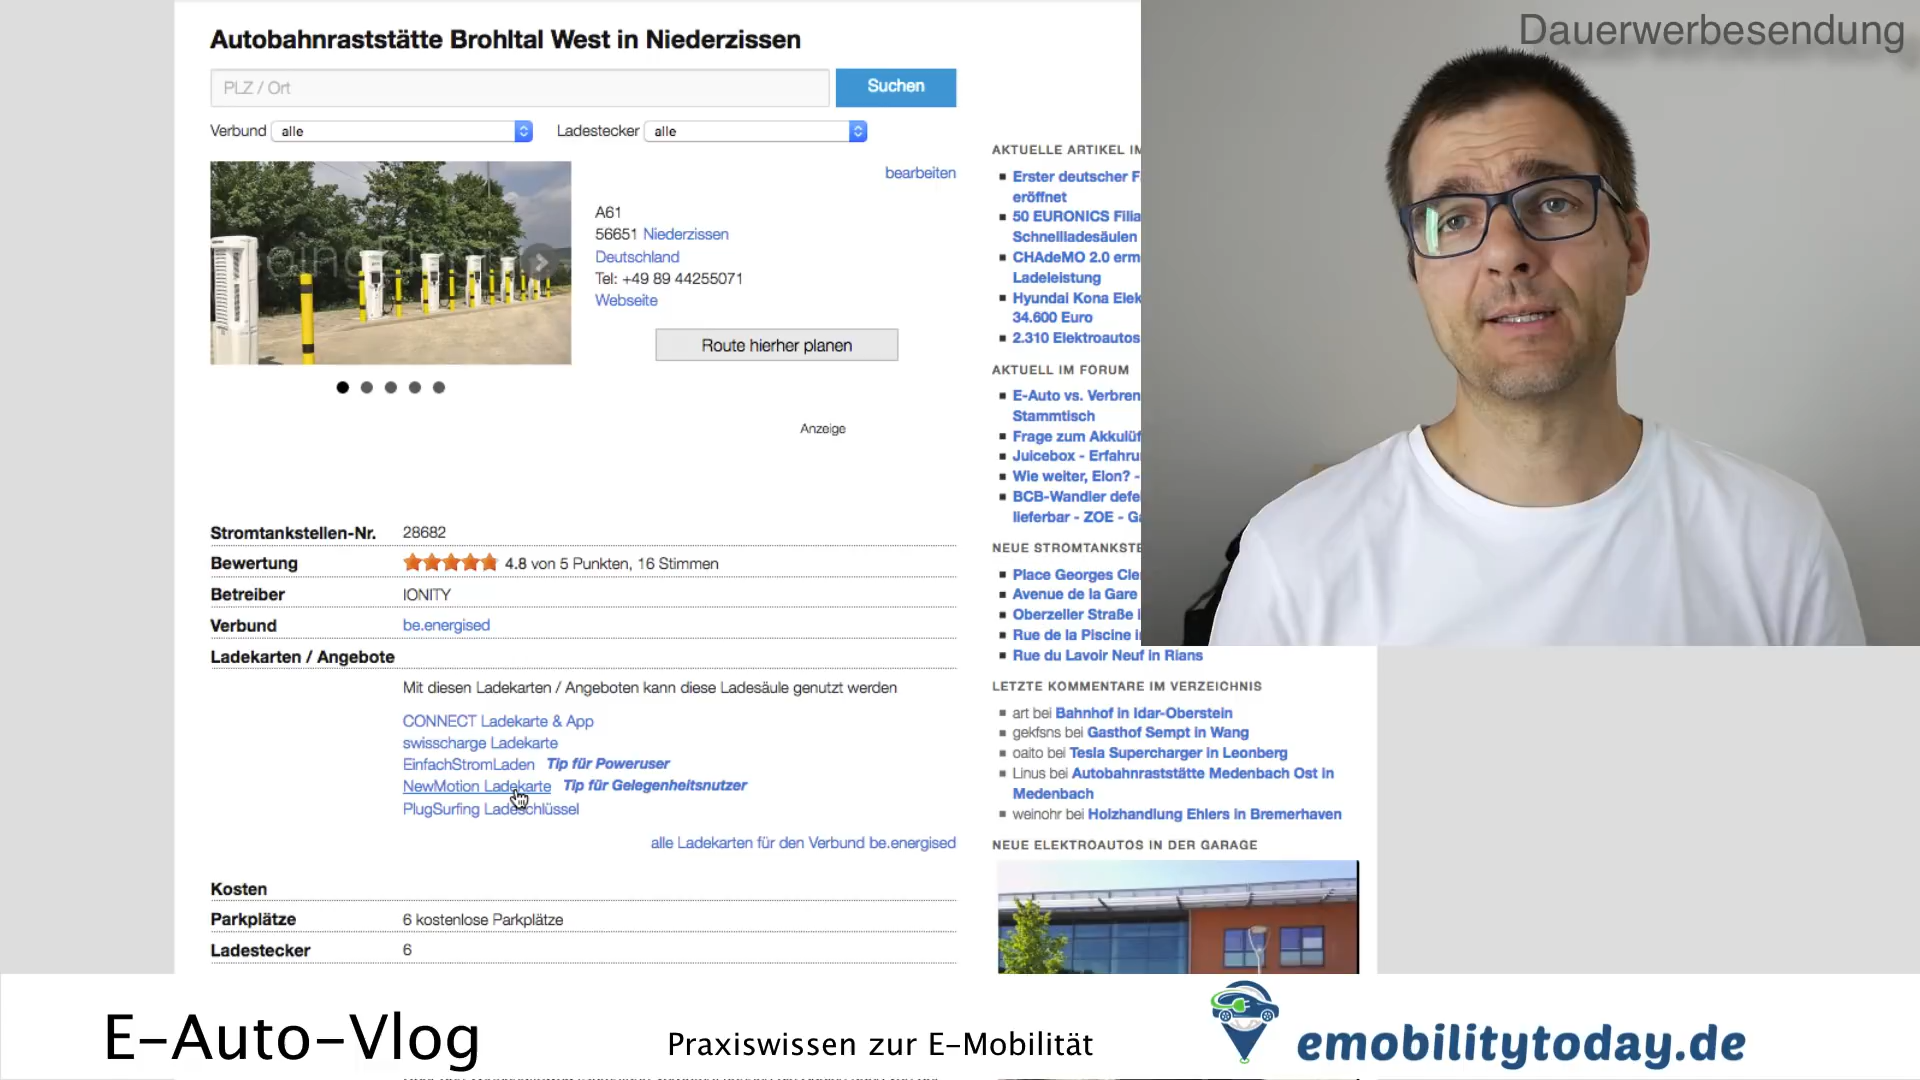 Dauerwerbesendung
Autobahnraststätte Brohltal West in Niederzissen
PLZ / Ort
Suchen
Verbund alle Ladestecker alle
bearbeiten
A61
56651 Niederzissen
Deutschland
Tel: +49 89 44255071
Webseite
Route hierher planen
Anzeige
Stromtankstellen-Nr. 28682
Bewertung 4.8 von 5 Punkten, 16 Stimmen
Betreiber IONITY
Verbund be.energised
Ladekarten / Angebote
Mit diesen Ladekarten / Angeboten kann diese Ladesäule genutzt werden
CONNECT Ladekarte & App
swisscharge Ladekarte
EinfachStromLaden Tip für Poweruser
NewMotion Ladekarte Tip für Gelegenheitsnutzer
PlugSurfing Ladeschlüssel
alle Ladekarten für den Verbund be.energised
Kosten
Parkplätze 6 kostenlose Parkplätze
Ladestecker 6
AKTUELLE ARTIKEL IM
Erster deutscher F
eröffnet
50 EURONICS Filia
Schnellladesäulen
CHAdeMO 2.0 erm
Ladeleistung
Hyundai Kona Elek
34.600 Euro
2.310 Elektroautos
AKTUELL IM FORUM
E-Auto vs. Verbren
Stammtisch
Frage zum Akkulüf
Juicebox - Erfahru
Wie weiter, Elon? -
BCB-Wandler defe
lieferbar - ZOE - Ga
NEUE STROMTANKSTE
Place Georges Cle
Avenue de la Gare
Oberzeller Straße i
Rue de la Piscine i
Rue du Lavoir Neuf in Rians
LETZTE KOMMENTARE IM VERZEICHNIS
art bei Bahnhof in Idar-Oberstein
gekfsns bei Gasthof Sempt in Wang
oaito bei Tesla Supercharger in Leonberg
Linus bei Autobahnraststätte Medenbach Ost in
Medenbach
weinohr bei Holzhandlung Ehlers in Bremerhaven
NEUE ELEKTROAUTOS IN DER GARAGE
E-Auto-Vlog
Praxiswissen zur E-Mobilität
emobilitytoday.de